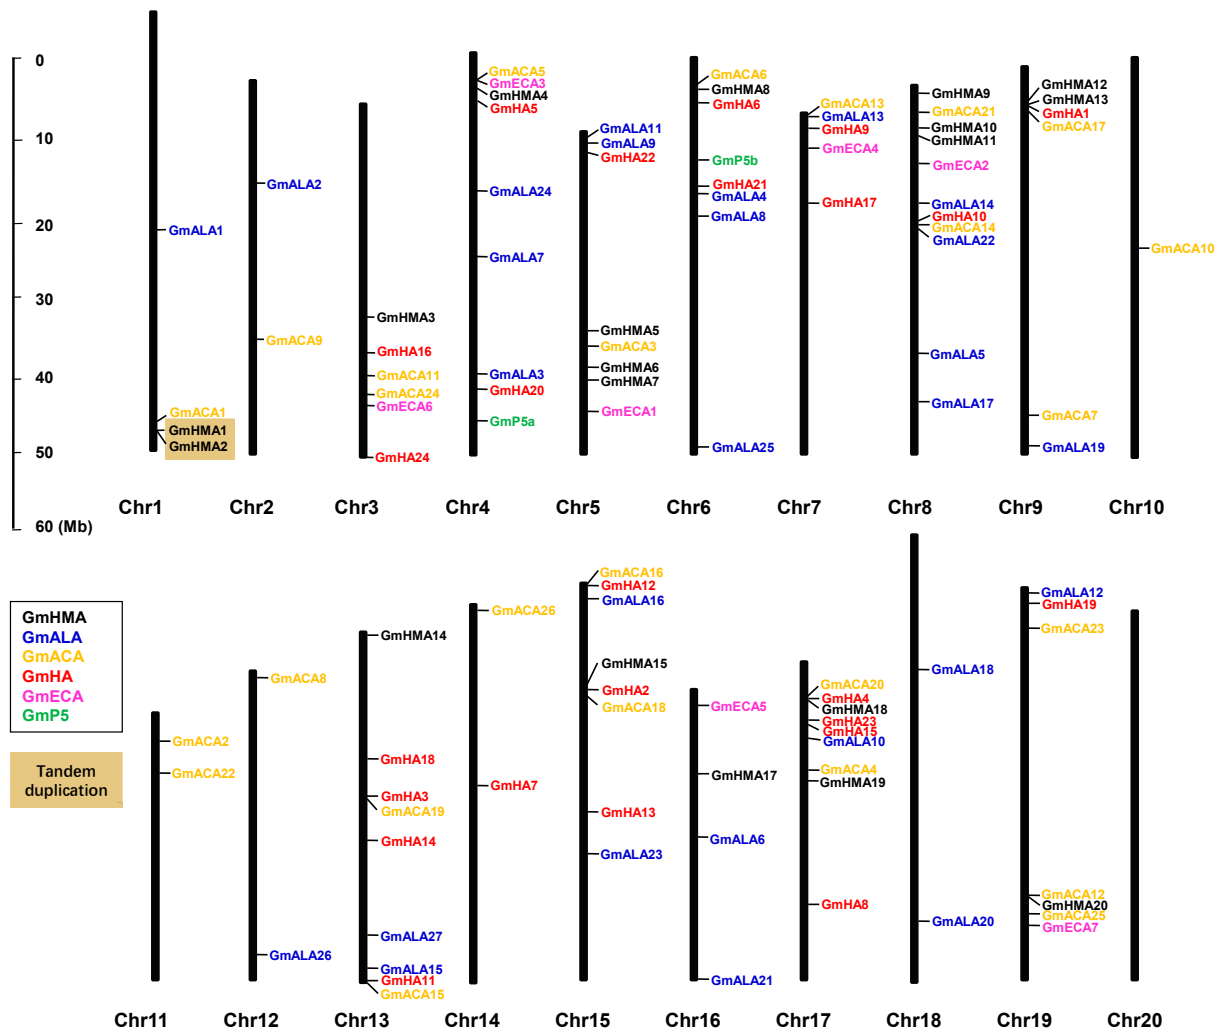 0
10
20
30
40
50
60 (Mb)
GmALA1
GmACA1
GmHMA1
GmHMA2
Chr1
GmALA2
GmACA9
Chr2
GmHMA3
GmHA16
GmACA11
GmACA24
GmECA6
GmHA24
Chr3
GmACA5
GmECA3
GmHMA4
GmHA5
GmALA24
GmALA7
GmALA3
GmHA20
GmP5a
Chr4
GmALA11
GmALA9
GmHA22
GmHMA5
GmACA3
GmHMA6
GmHMA7
GmECA1
Chr5
GmACA6
GmHMA8
GmHA6
GmP5b
GmHA21
GmALA4
GmALA8
GmALA25
Chr6
GmACA13
GmALA13
GmHA9
GmECA4
GmHA17
Chr7
GmHMA9
GmACA21
GmHMA10
GmHMA11
GmECA2
GmALA14
GmHA10
GmACA14
GmALA22
GmALA5
GmALA17
Chr8
GmHMA12
GmHMA13
GmHA1
GmACA17
GmACA7
GmALA19
Chr9
GmACA10
Chr10
GmHMA
GmALA
GmACA
GmHA
GmECA
GmP5
Tandem
duplication
GmACA2
GmACA22
Chr11
GmACA8
GmALA26
Chr12
GmHMA14
GmHA18
GmHA3
GmACA19
GmHA14
GmALA27
GmALA15
GmHA11
GmACA15
Chr13
GmACA26
GmHA7
Chr14
GmACA16
GmHA12
GmALA16
GmHMA15
GmHA2
GmACA18
GmHA13
GmALA23
Chr15
GmECA5
GmHMA17
GmALA6
GmALA21
Chr16
GmACA20
GmHA4
GmHMA18
GmHA23
GmHA15
GmALA10
GmACA4
GmHMA19
GmHA8
Chr17
GmALA18
GmALA20
Chr18
GmALA12
GmHA19
GmACA23
GmACA12
GmHMA20
GmACA25
GmECA7
Chr19
Chr20